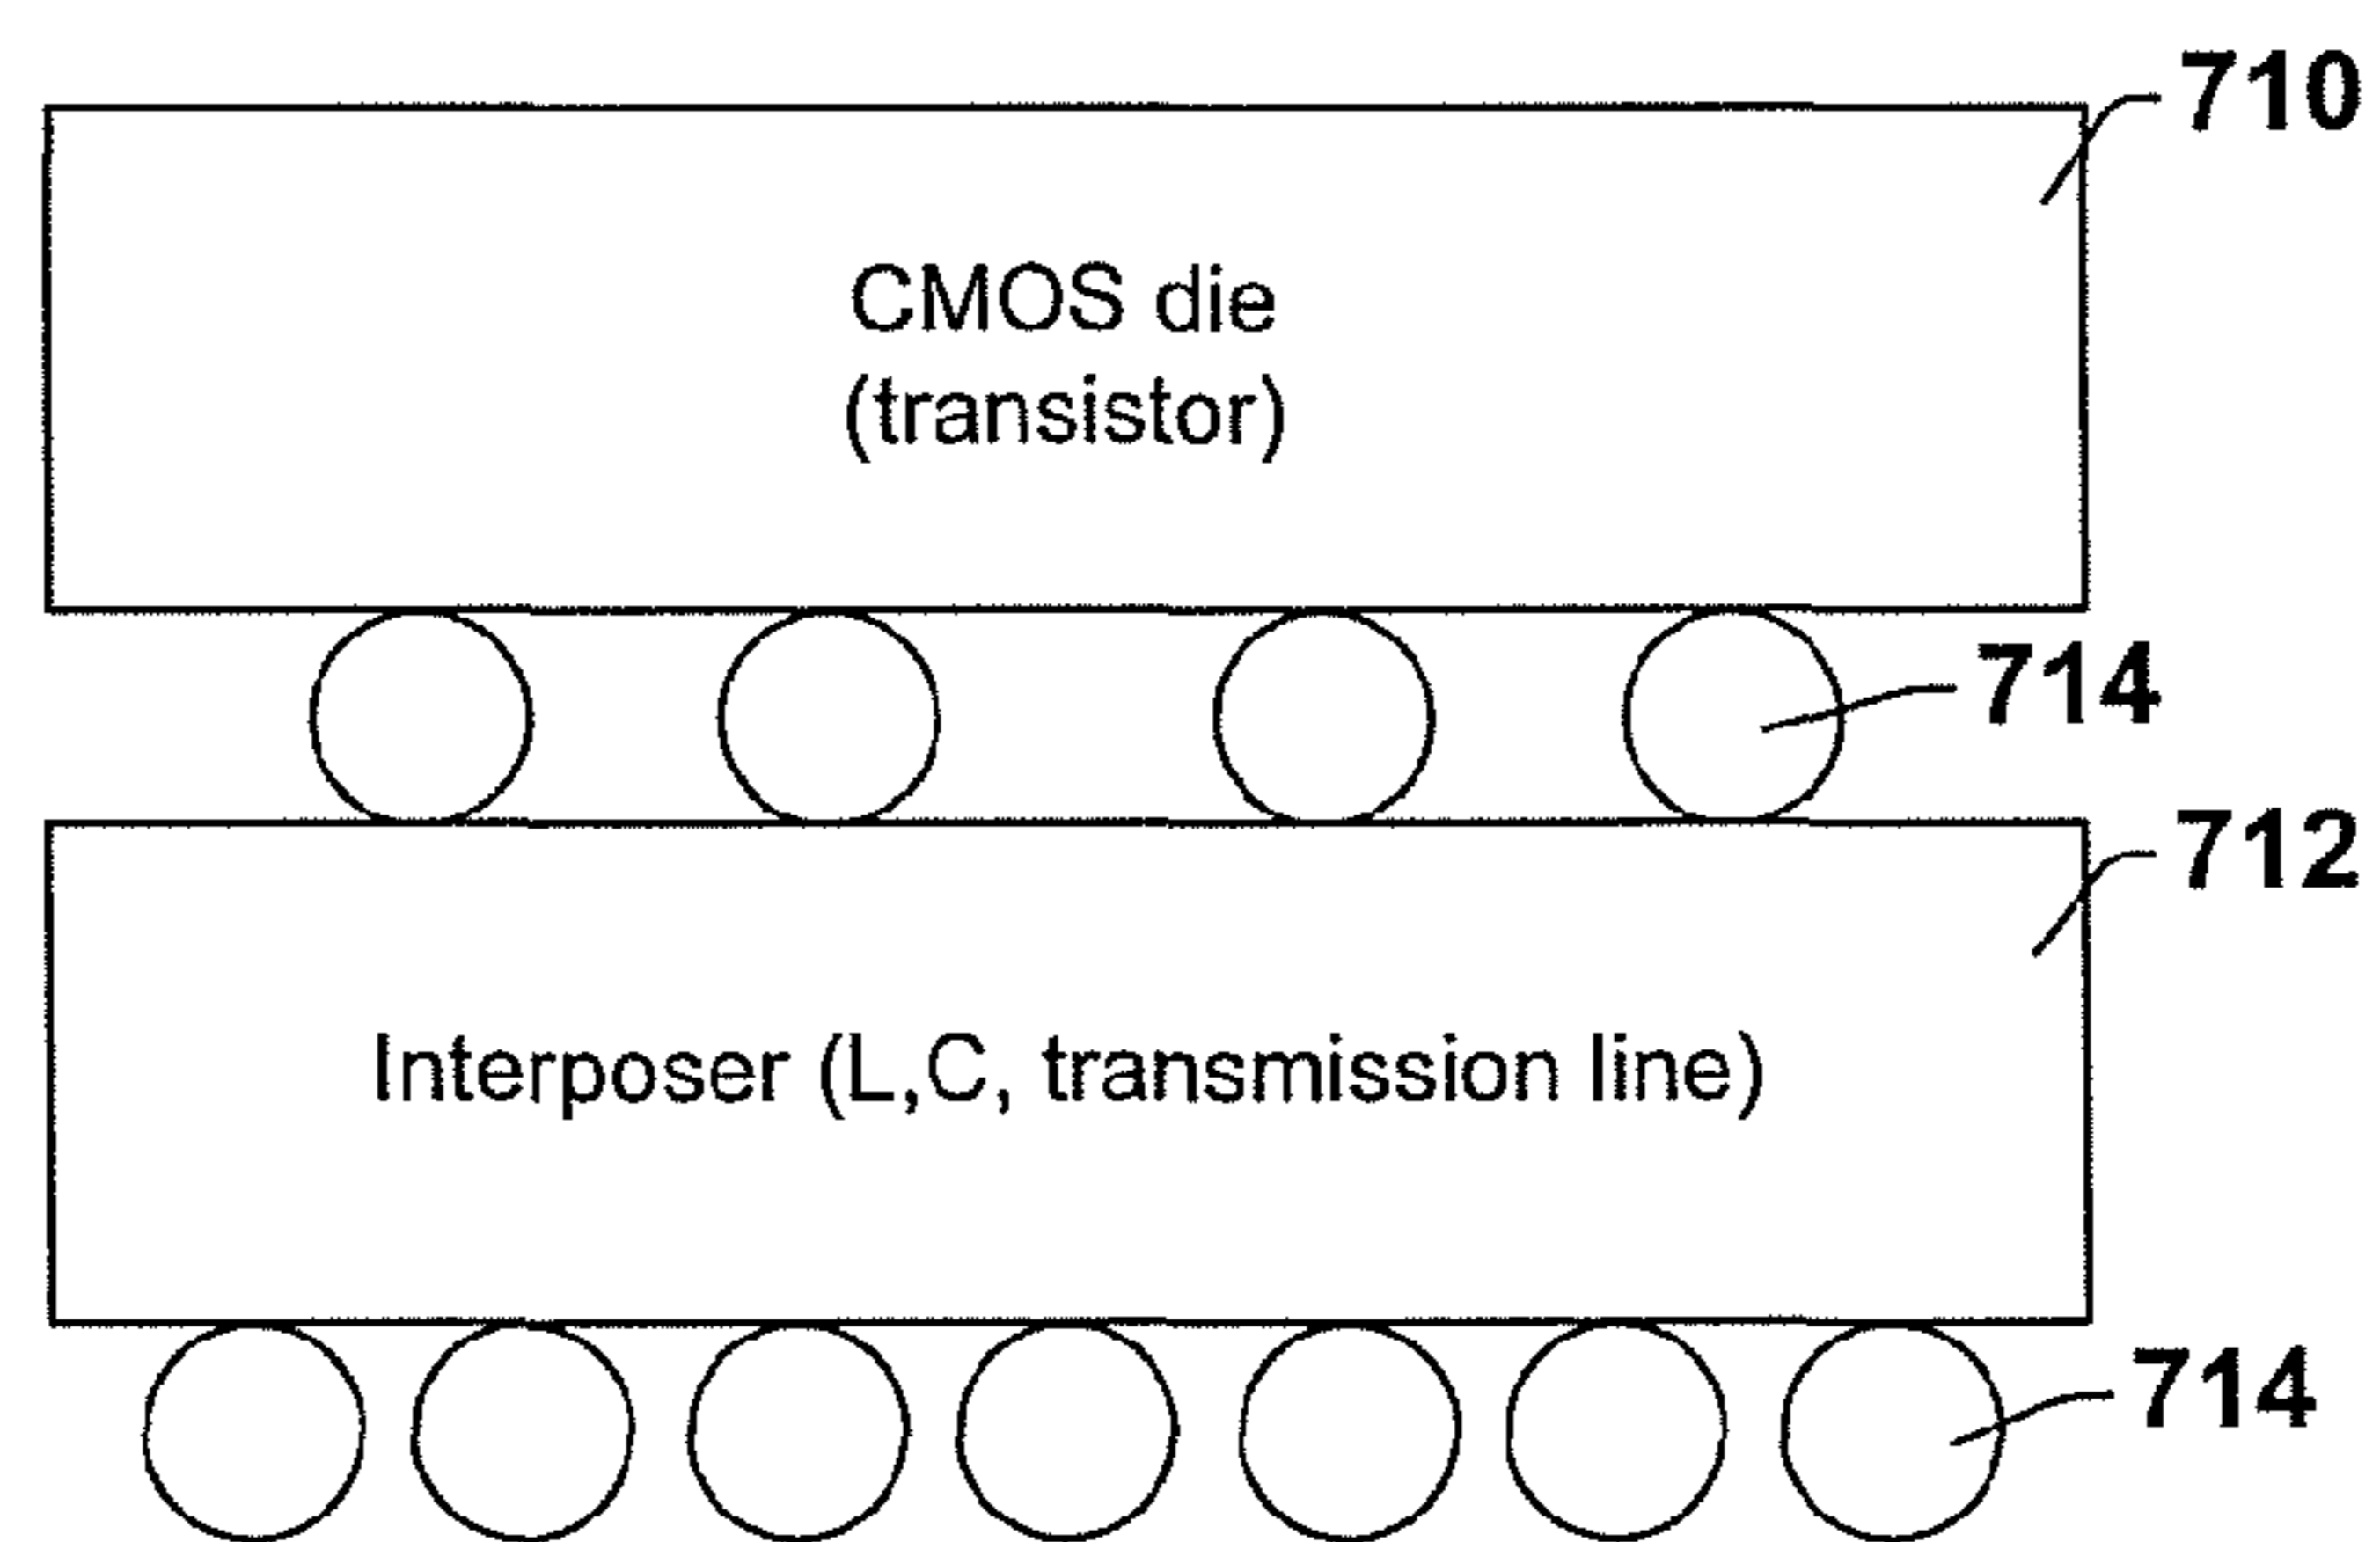 710
CMOS die
(transistor)
714
712
Interposer (L,C, transmission line)
714